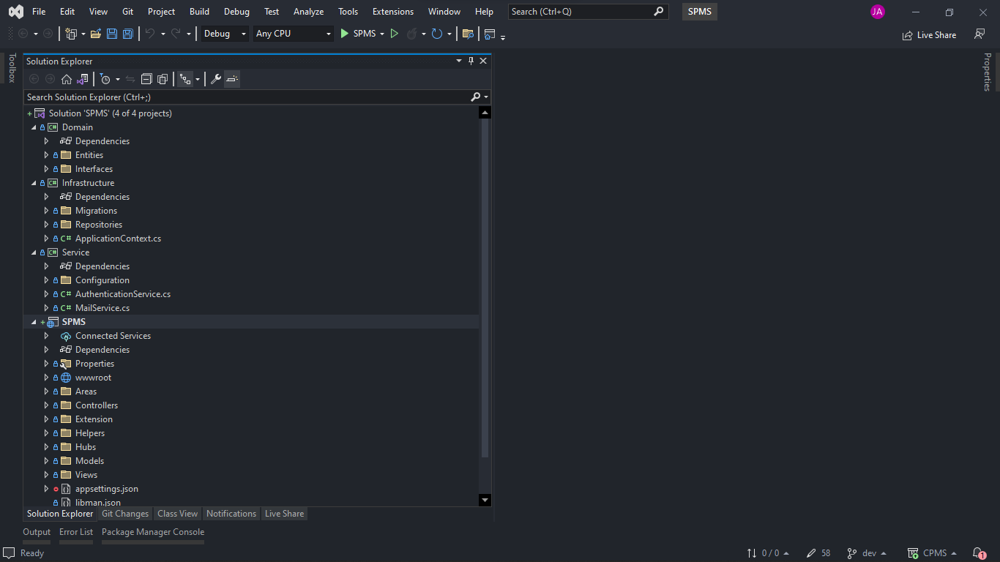 File Edit View Git Project Build Debug Test Analyze Tools Extensions Window Help Search (Ctrl+Q) SPMS JA
Debug Any CPU SPMS Live Share
Toolbox
Solution Explorer
Search Solution Explorer (Ctrl+;)
Solution 'SPMS' (4 of 4 projects)
C# Domain
Dependencies
Entities
Interfaces
C# Infrastructure
Dependencies
Migrations
Repositories
C# ApplicationContext.cs
C# Service
Dependencies
Configuration
C# AuthenticationService.cs
C# MailService.cs
SPMS
Connected Services
Dependencies
Properties
wwwroot
Areas
Controllers
Extension
Helpers
Hubs
Models
Views
appsettings.json
libman.json
Solution Explorer Git Changes Class View Notifications Live Share
Output Error List Package Manager Console
Properties
Ready 0 / 0 58 dev CPMS 1